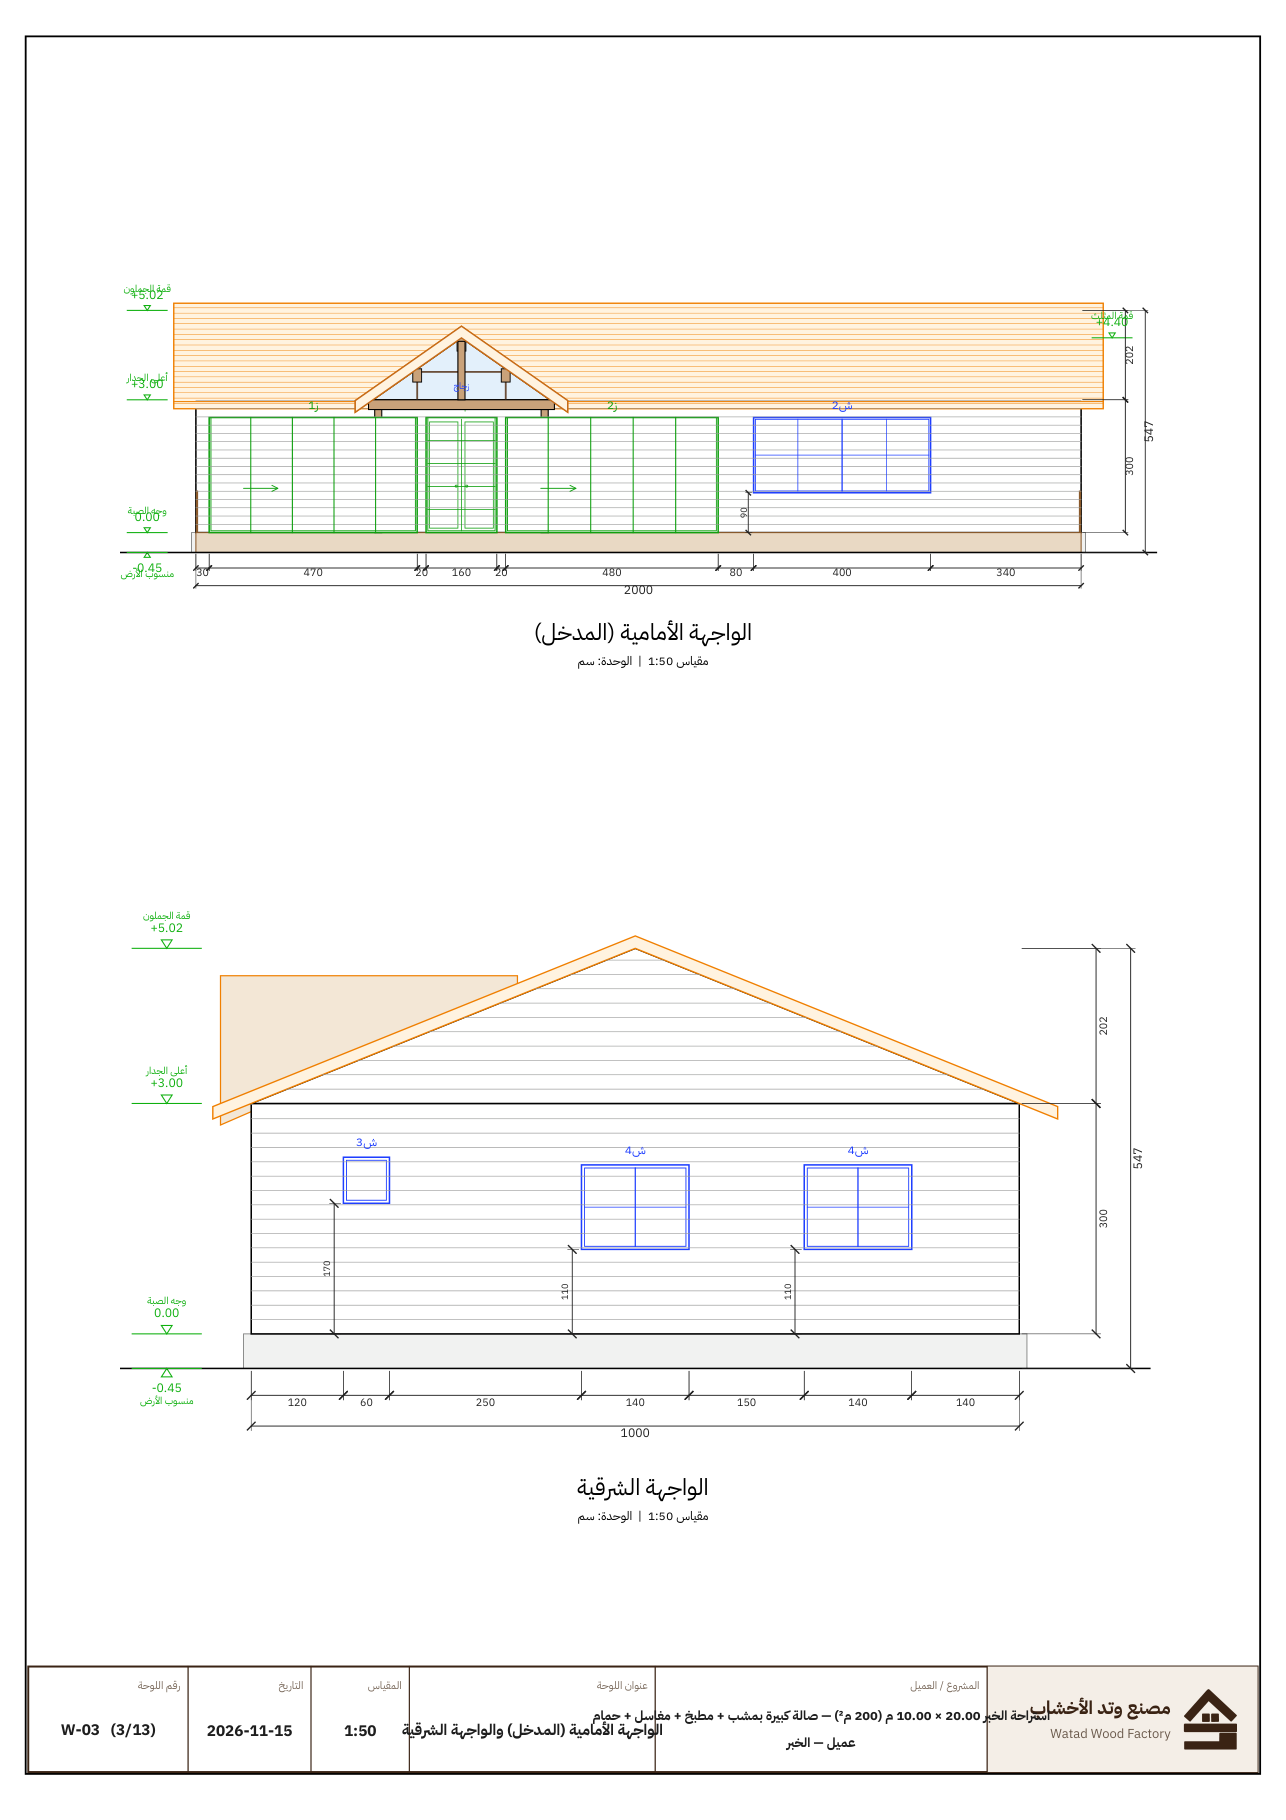 قمة الجملون
+5.02
قمة المثلث
+4.40
أعلى الجدار
+3.00
202
ز1
زجاج
ز2
ش2
547
300
90
وجه الصبة
0.00
-0.45
منسوب الأرض
30
470
20
160
20
480
80
400
340
2000
الواجهة الأمامية (المدخل)
مقياس 1:50 | الوحدة: سم
قمة الجملون
+5.02
202
أعلى الجدار
+3.00
ش3
ش4
ش4
547
300
170
110
110
وجه الصبة
0.00
-0.45
منسوب الأرض
120
60
250
140
150
140
140
1000
الواجهة الشرقية
مقياس 1:50 | الوحدة: سم
مصنع وتد الأخشاب
Watad Wood Factory
المشروع / العميل
استراحة الخبر 20.00 × 10.00 م (200 م²) — صالة كبيرة بمشب + مطبخ + مغاسل + حمام
عميل — الخبر
عنوان اللوحة
الواجهة الأمامية (المدخل) والواجهة الشرقية
المقياس
1:50
التاريخ
2026-11-15
رقم اللوحة
W-03 (3/13)